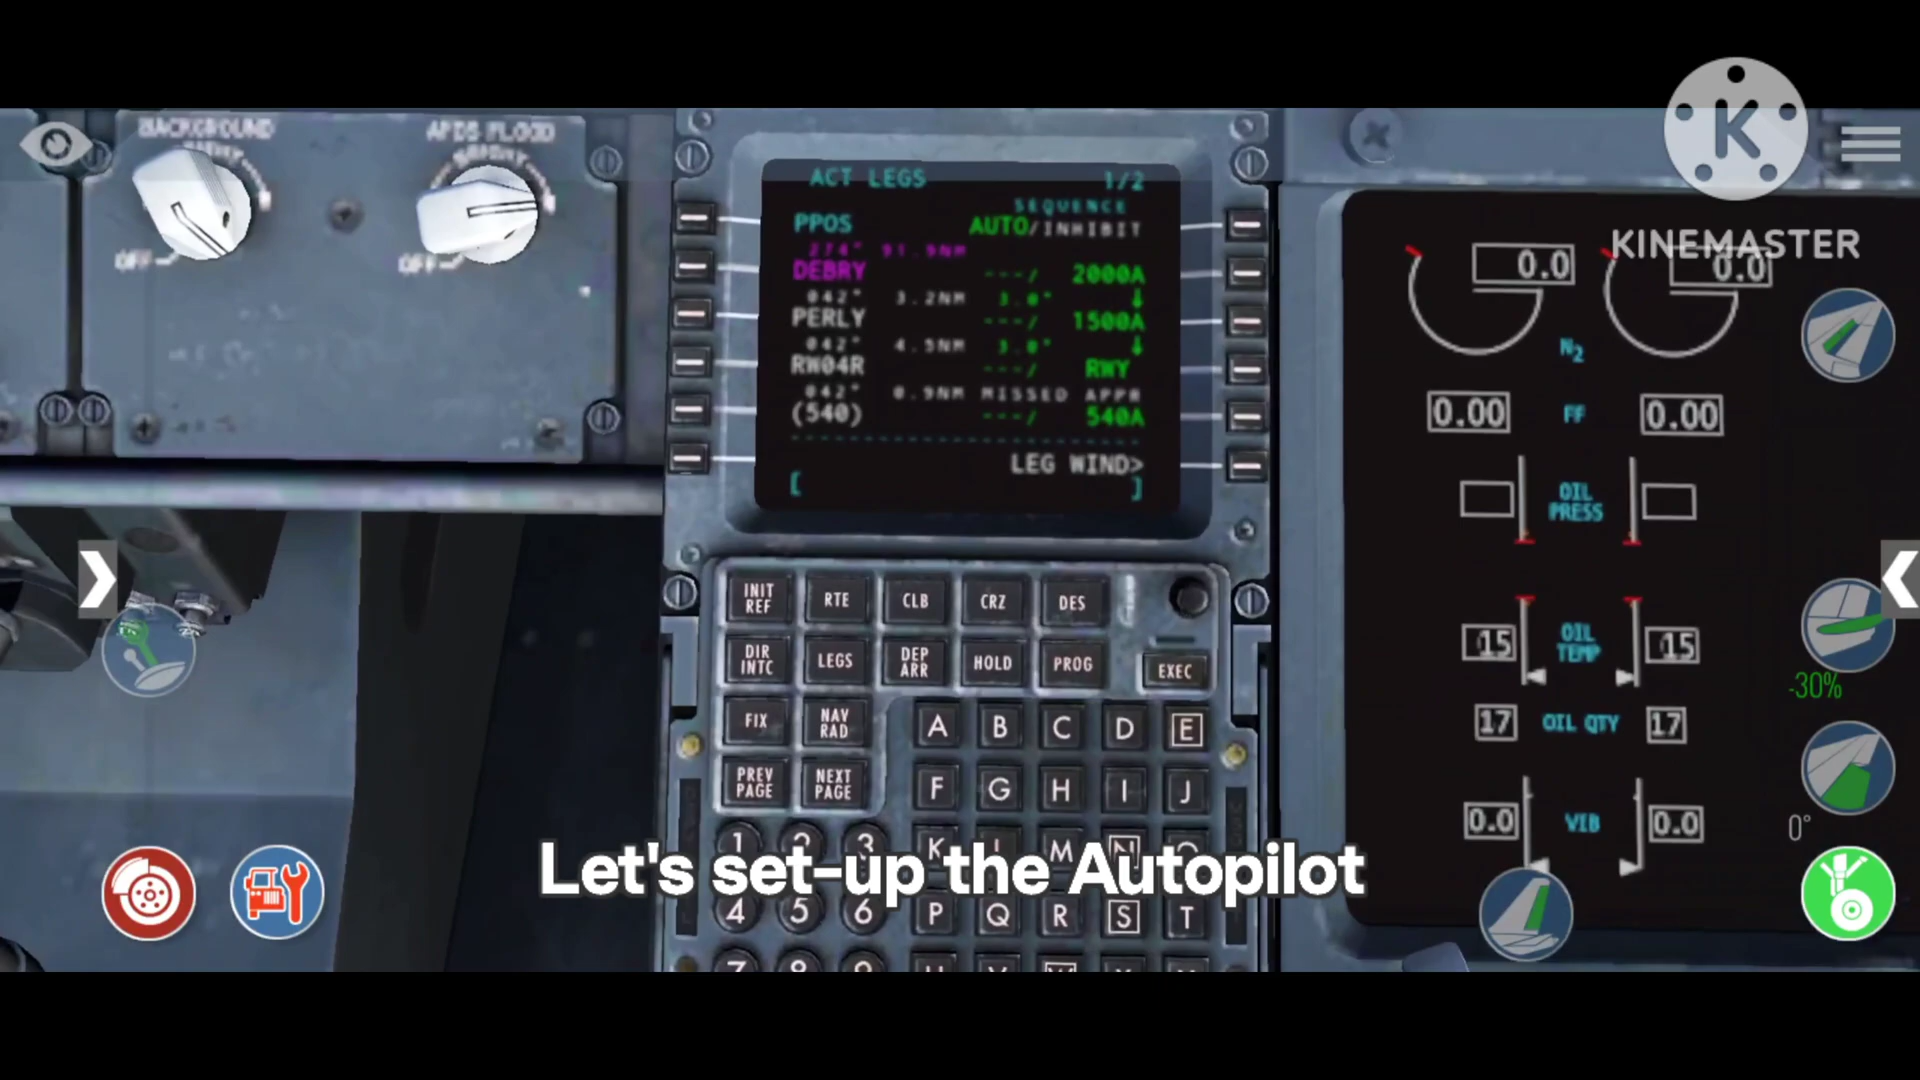 BACKGROUND
AFDS FLOOD
BRIGHT
OFF
OFF
ACT LEGS 1/2
SEQUENCE
PPOS AUTO/INHIBIT
274° 91.9NM
DEBRY ---/ 2000A
042° 3.2NM 3.0° ↓
PERLY ---/ 1500A
042° 4.5NM 3.0° ↓
RW04R ---/ RWY
042° 0.9NM MISSED APPR
(540) ---/ 540A
LEG WIND>
[ ]
INIT REF
RTE
CLB
CRZ
DES
DIR INTC
LEGS
DEP ARR
HOLD
PROG
EXEC
FIX
NAV RAD
A B C D E
PREV PAGE
NEXT PAGE
F G H I J
1 2 3 K L M N O
Let's set-up the Autopilot
4 5 6 P Q R S T
K
KINEMASTER
0.0 0.0
N2
0.00 FF 0.00
OIL PRESS
15 OIL TEMP 15
17 OIL QTY 17
0.0 VIB 0.0
-30%
0°